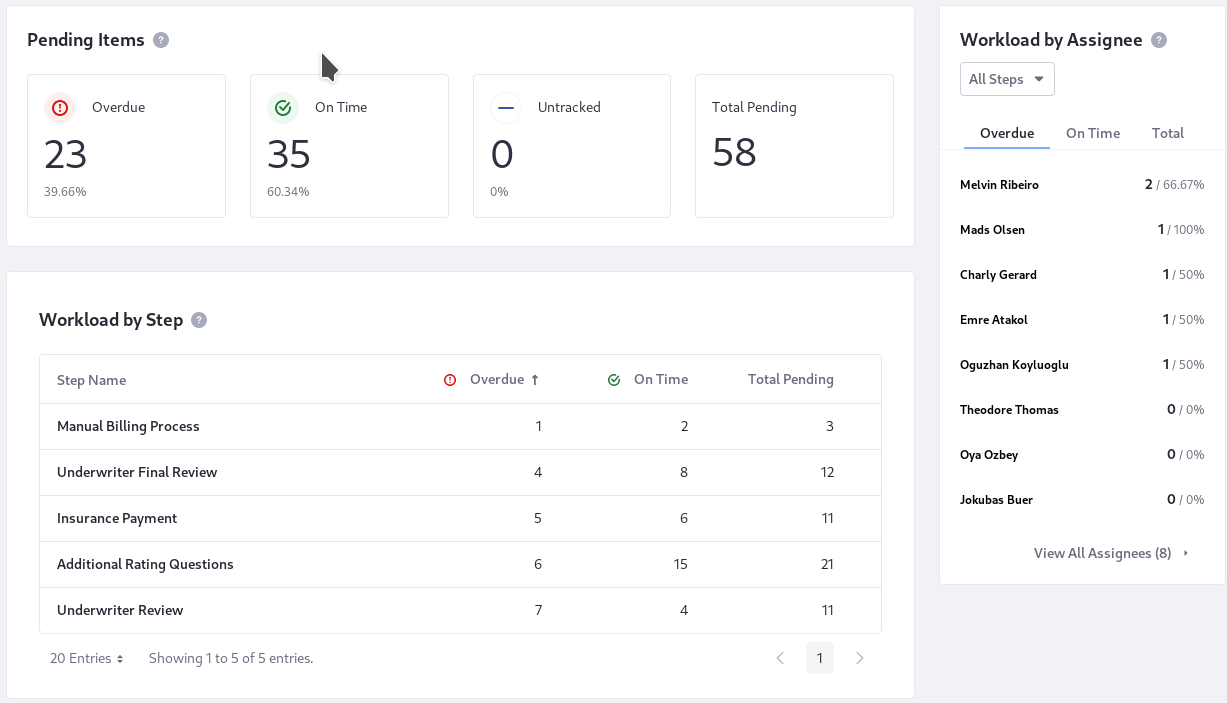 Pending Items
Overdue
23
39.66%
On Time
35
60.34%
Untracked
0
0%
Total Pending
58
Workload by Step
Step Name Overdue On Time Total Pending
Manual Billing Process 1 2 3
Underwriter Final Review 4 8 12
Insurance Payment 5 6 11
Additional Rating Questions 6 15 21
Underwriter Review 7 4 11
20 Entries Showing 1 to 5 of 5 entries. 1
Workload by Assignee
All Steps
Overdue On Time Total
Melvin Ribeiro 2 / 66.67%
Mads Olsen 1 / 100%
Charly Gerard 1 / 50%
Emre Atakol 1 / 50%
Oguzhan Koyluoglu 1 / 50%
Theodore Thomas 0 / 0%
Oya Ozbey 0 / 0%
Jokubas Buer 0 / 0%
View All Assignees (8)